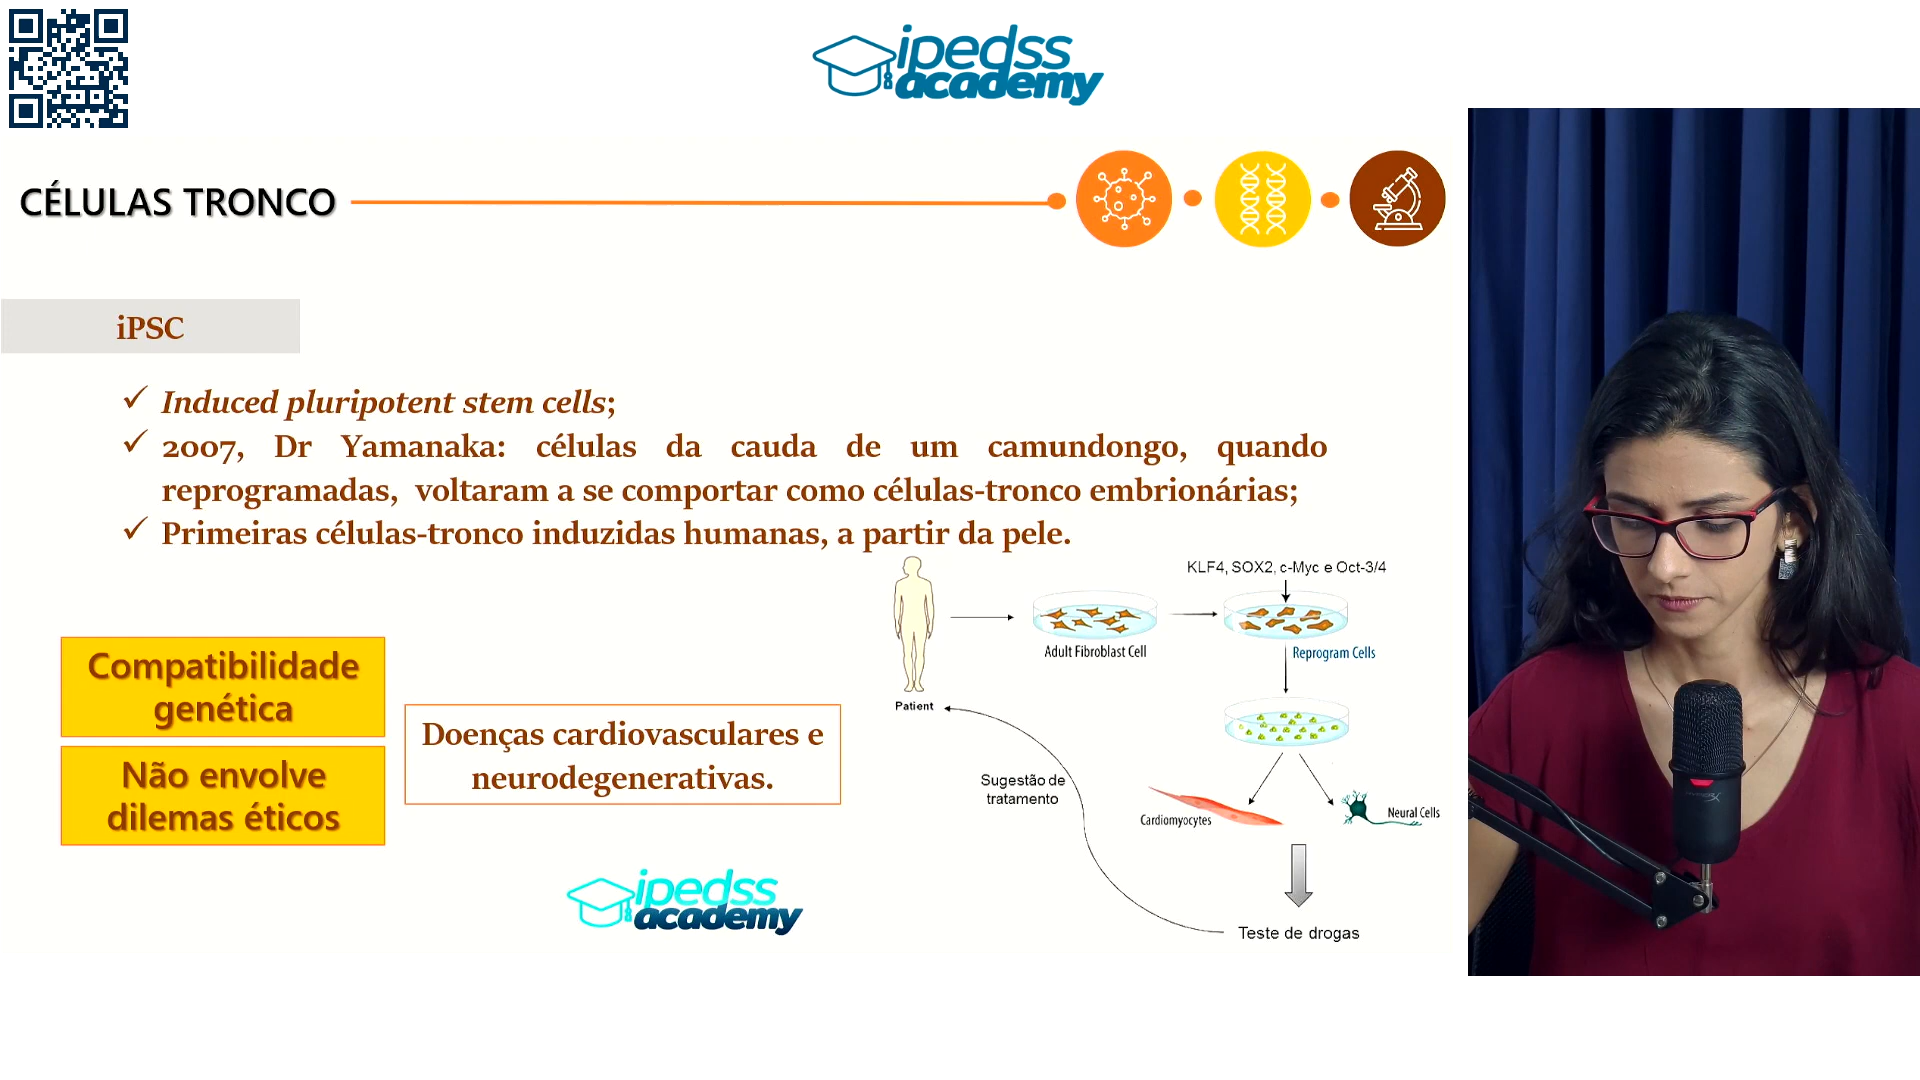 ipedss
academy
CÉLULAS TRONCO
iPSC
Induced pluripotent stem cells;
2007, Dr Yamanaka: células da cauda de um camundongo, quando
reprogramadas, voltaram a se comportar como células-tronco embrionárias;
Primeiras células-tronco induzidas humanas, a partir da pele.
KLF4, SOX2, c-Myc e Oct-3/4
Adult Fibroblast Cell
Reprogram Cells
Patient
Compatibilidade
genética
Não envolve
dilemas éticos
Doenças cardiovasculares e
neurodegenerativas.
Sugestão de
tratamento
Cardiomyocytes
Neural Cells
Teste de drogas
ipedss
academy